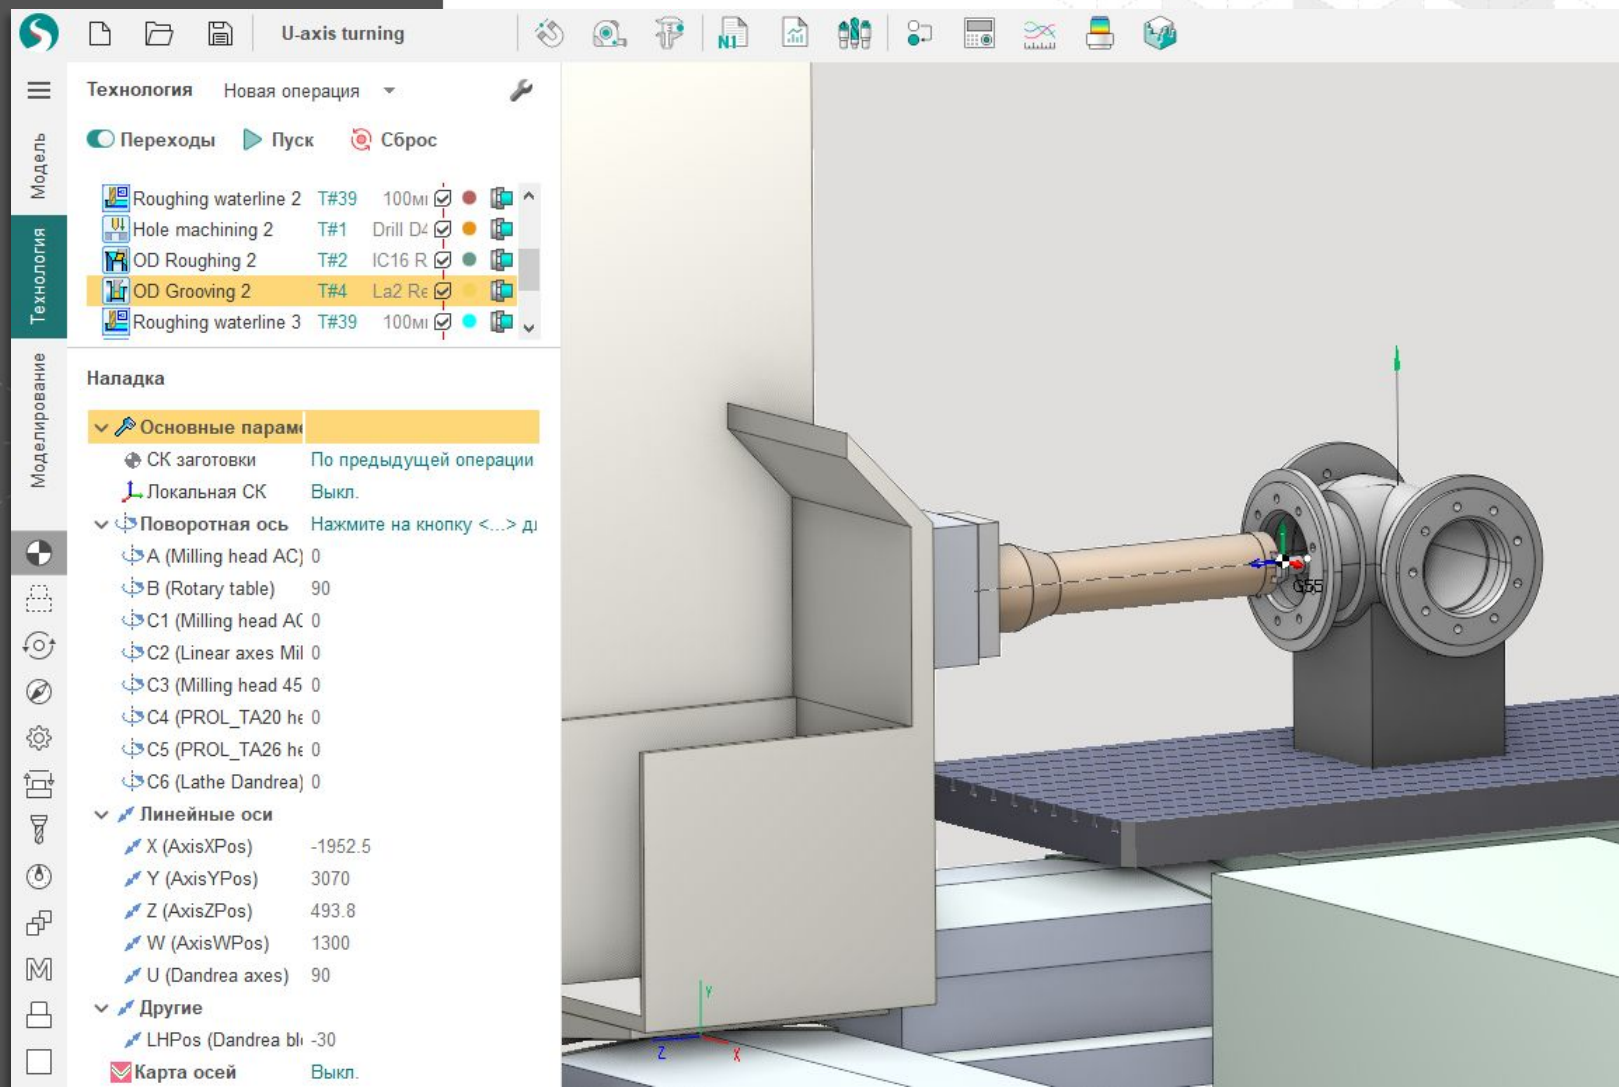 U-axis turning
Технология Новая операция
Переходы Пуск Сброс
Roughing waterline 2 T#39 100м
Hole machining 2 T#1 Drill D4
OD Roughing 2 T#2 IC16 R
OD Grooving 2 T#4 La2 Re
Roughing waterline 3 T#39 100м
Модель
Технология
Моделирование
Наладка
Основные парам
СК заготовки По предыдущей операции
Локальная СК Выкл.
Поворотная ось Нажмите на кнопку <...> д
A (Milling head AC) 0
B (Rotary table) 90
C1 (Milling head AC 0
C2 (Linear axes Mil 0
C3 (Milling head 45 0
C4 (PROL_TA20 he 0
C5 (PROL_TA26 he 0
C6 (Lathe Dandrea) 0
Линейные оси
X (AxisXPos) -1952.5
Y (AxisYPos) 3070
Z (AxisZPos) 493.8
W (AxisWPos) 1300
U (Dandrea axes) 90
Другие
LHPos (Dandrea bl -30
Карта осей Выкл.
G55
Y
Z X